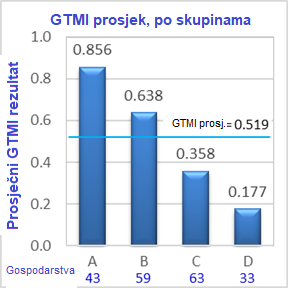 GTMI prosjek, po skupinama
Prosječni GTMI rezultat
1.0
0.8
0.6
0.4
0.2
0.0
0.856
0.638
GTMI prosj.= 0.519
0.358
0.177
A B C D
Gospodarstva 43 59 63 33